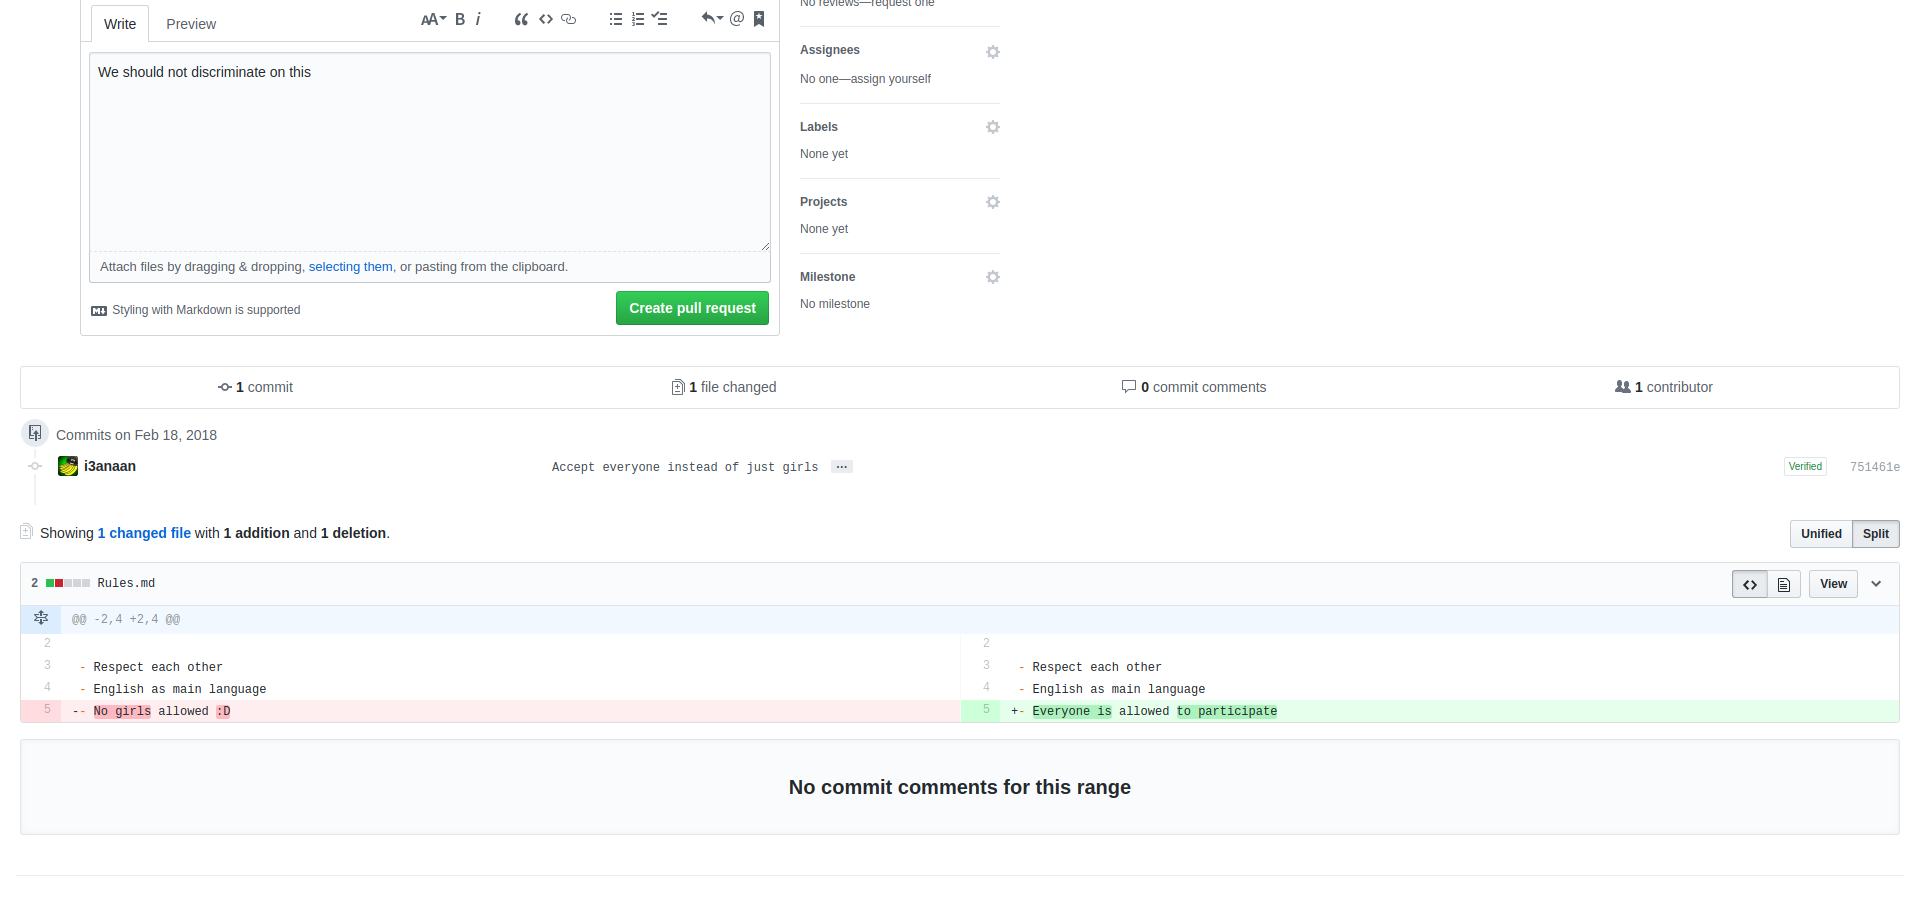 No reviews—request one
Write
Preview
AA B i
We should not discriminate on this
Attach files by dragging & dropping, selecting them, or pasting from the clipboard.
Styling with Markdown is supported
Create pull request
Assignees
No one—assign yourself
Labels
None yet
Projects
None yet
Milestone
No milestone
1 commit
1 file changed
0 commit comments
1 contributor
Commits on Feb 18, 2018
i3anaan
Accept everyone instead of just girls …
Verified
751461e
Showing 1 changed file with 1 addition and 1 deletion.
Unified
Split
2 Rules.md
View
@@ -2,4 +2,4 @@
2
3 - Respect each other
4 - English as main language
5 -- No girls allowed :D
2
3 - Respect each other
4 - English as main language
5 +- Everyone is allowed to participate
No commit comments for this range